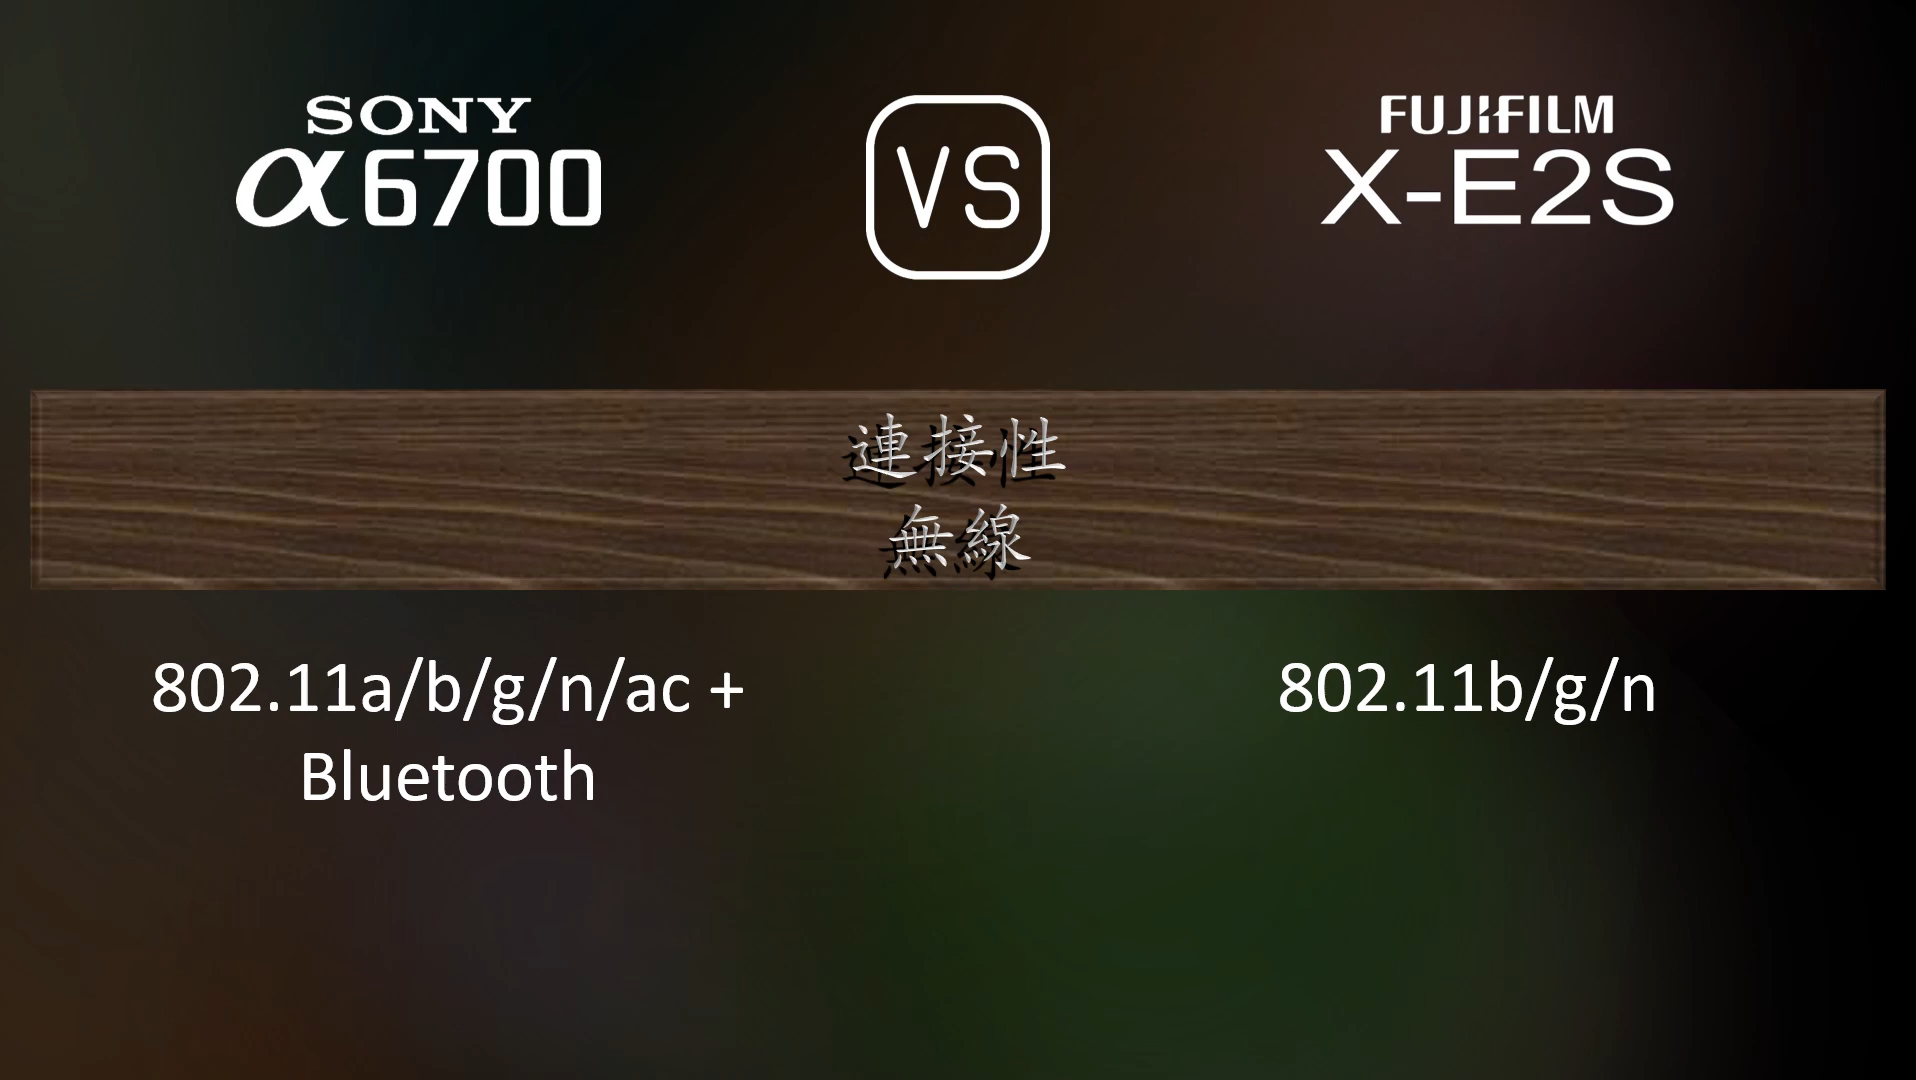 SONY
α6700
VS
FUJIFILM
X-E2S
連接性
無線
802.11a/b/g/n/ac +
Bluetooth
802.11b/g/n